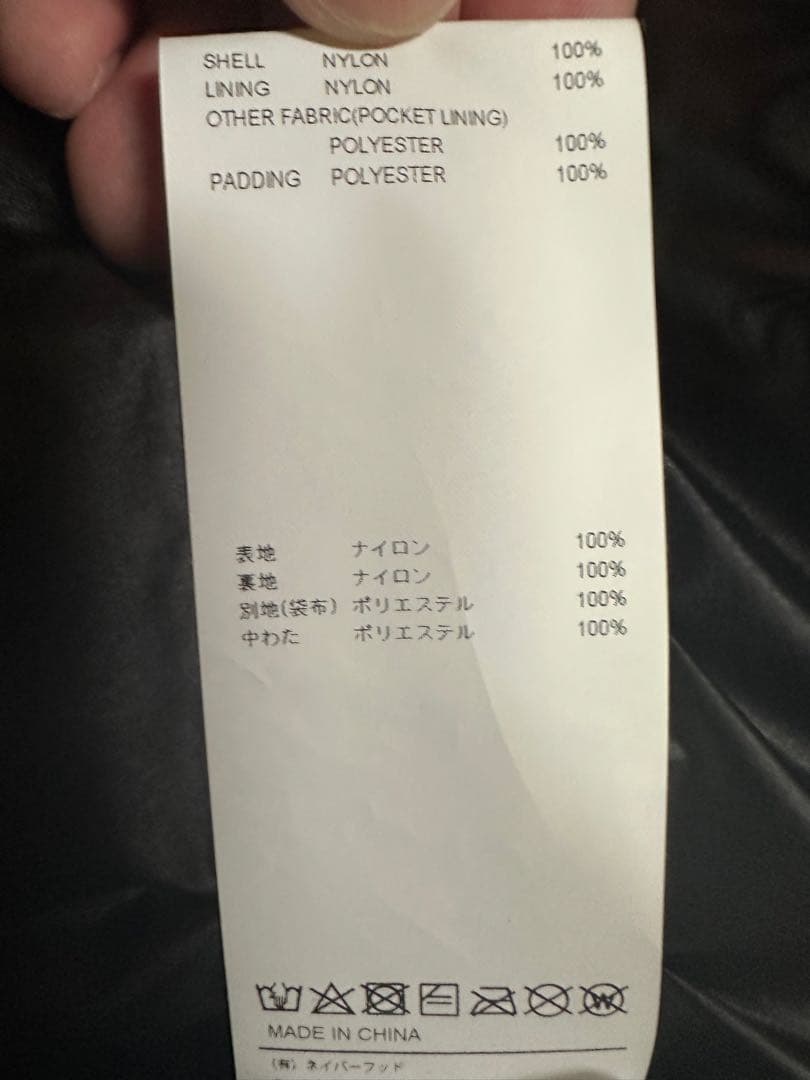 SHELL NYLON 100%
LINING NYLON 100%
OTHER FABRIC(POCKET LINING)
POLYESTER 100%
PADDING POLYESTER 100%
表地 ナイロン 100%
裏地 ナイロン 100%
別地(袋布) ポリエステル 100%
中わた ポリエステル 100%
W
MADE IN CHINA
(有) ネイバーフッド